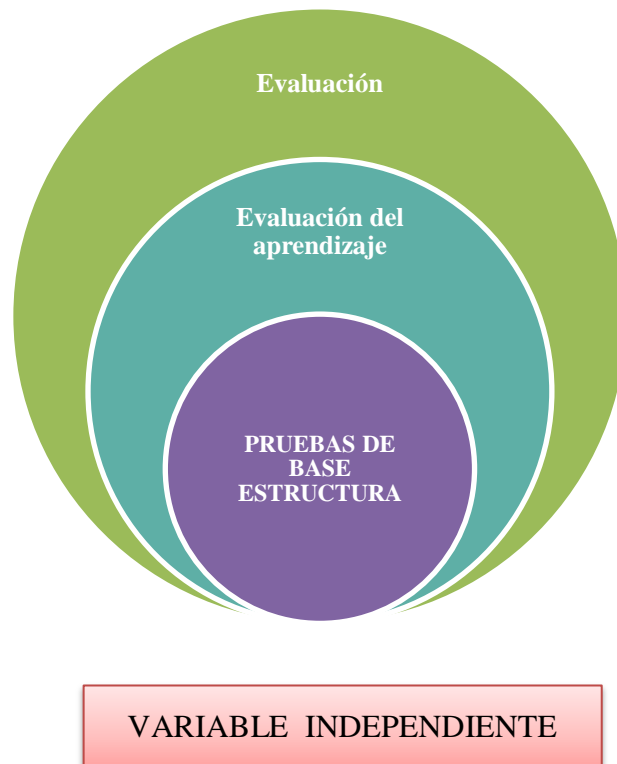 Evaluación
Evaluación del
aprendizaje
PRUEBAS DE
BASE
ESTRUCTURA
VARIABLE INDEPENDIENTE